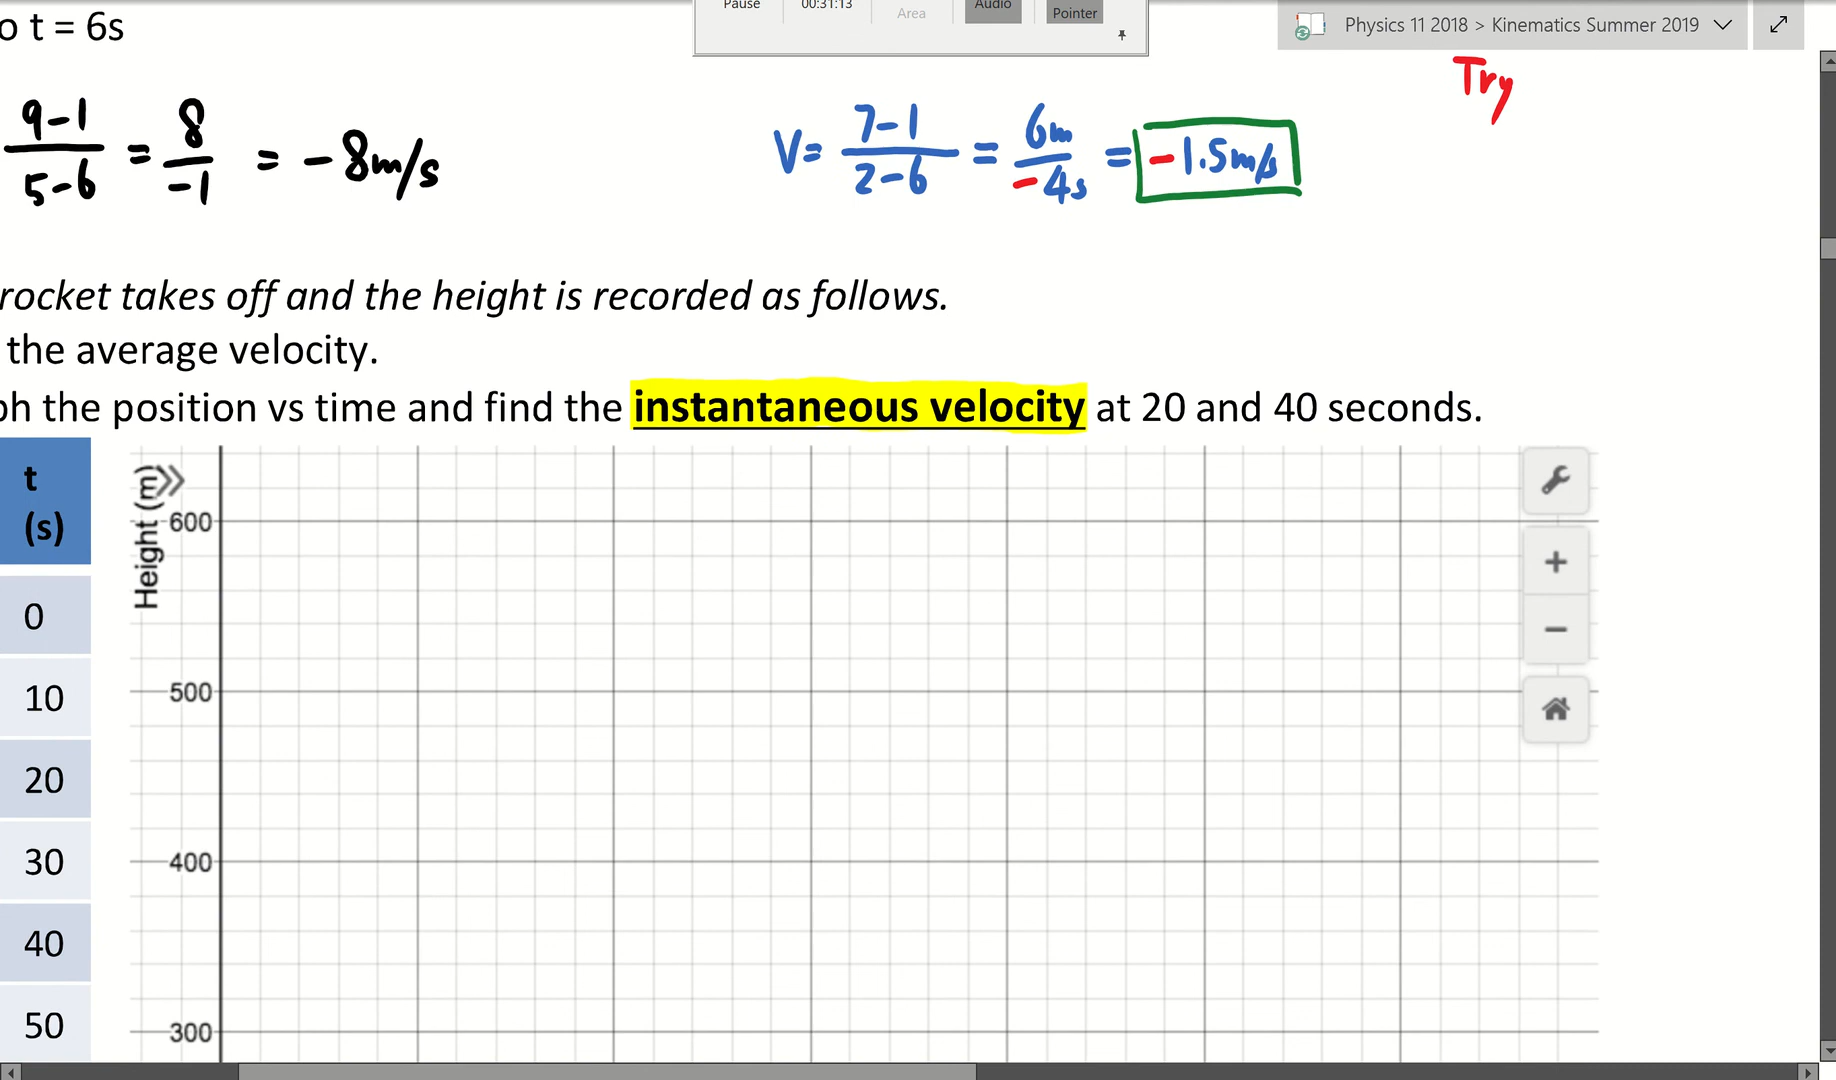 o t = 6s
Pause 00:31:13 Area Audio Pointer
Physics 11 2018 > Kinematics Summer 2019
Try
9-1 / 5-6 = 8 / -1 = -8m/s
V= 7-1 / 2-6 = 6m / -4s = -1.5m/s
rocket takes off and the height is recorded as follows.
the average velocity.
ph the position vs time and find the instantaneous velocity at 20 and 40 seconds.
t
(s)
0
10
20
30
40
50
Height (m)
600
500
400
300